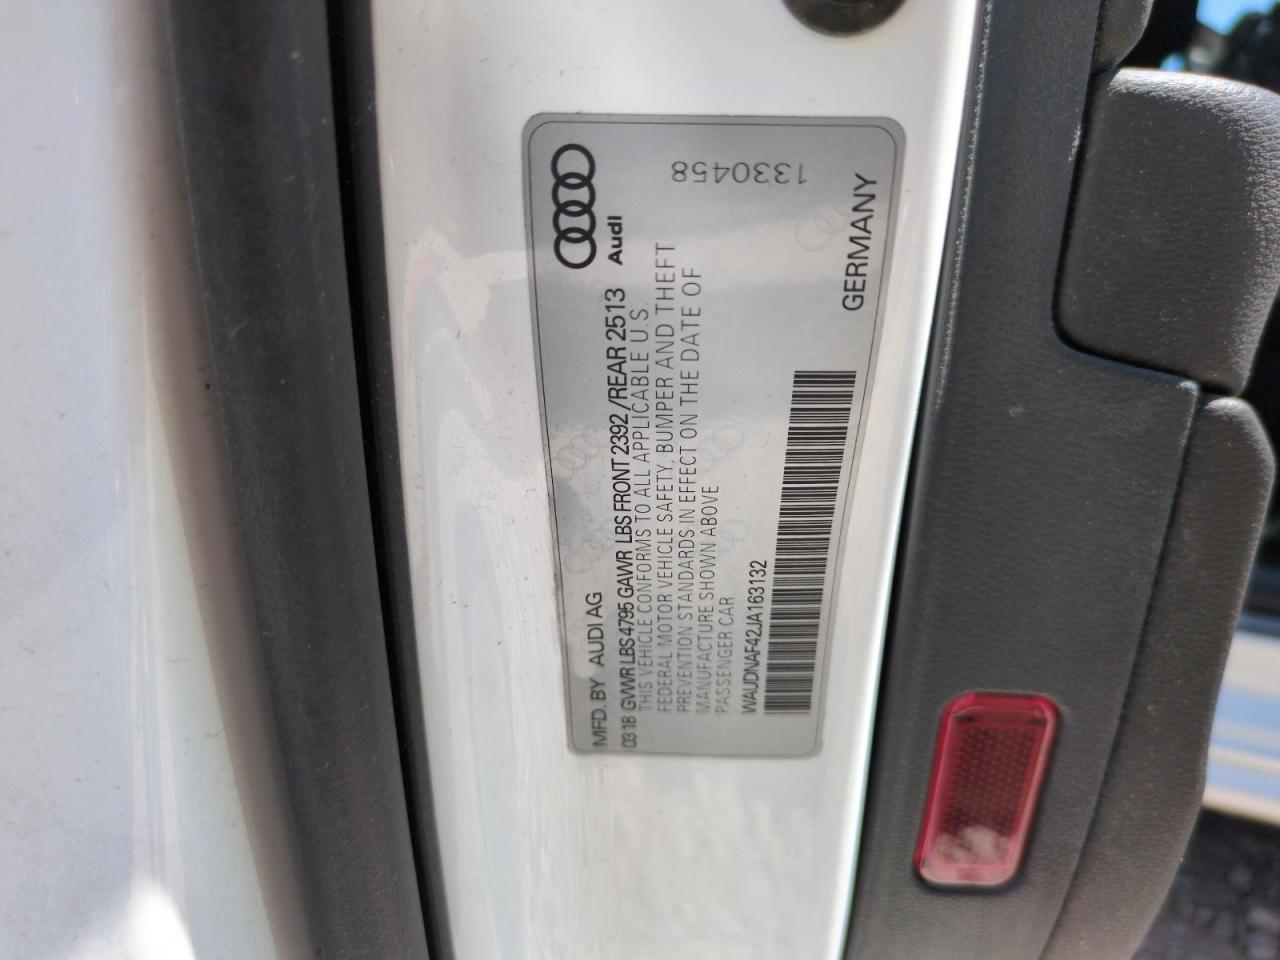 Audi
MFD. BY AUDI AG
03 18 GVWR LBS 4795 GAWR LBS FRONT 2392 /REAR 2513
THIS VEHICLE CONFORMS TO ALL APPLICABLE U.S.
FEDERAL MOTOR VEHICLE SAFETY, BUMPER AND THEFT
PREVENTION STANDARDS IN EFFECT ON THE DATE OF
MANUFACTURE SHOWN ABOVE
PASSENGER CAR
WAUDNAF42JA163132
GERMANY
1330458